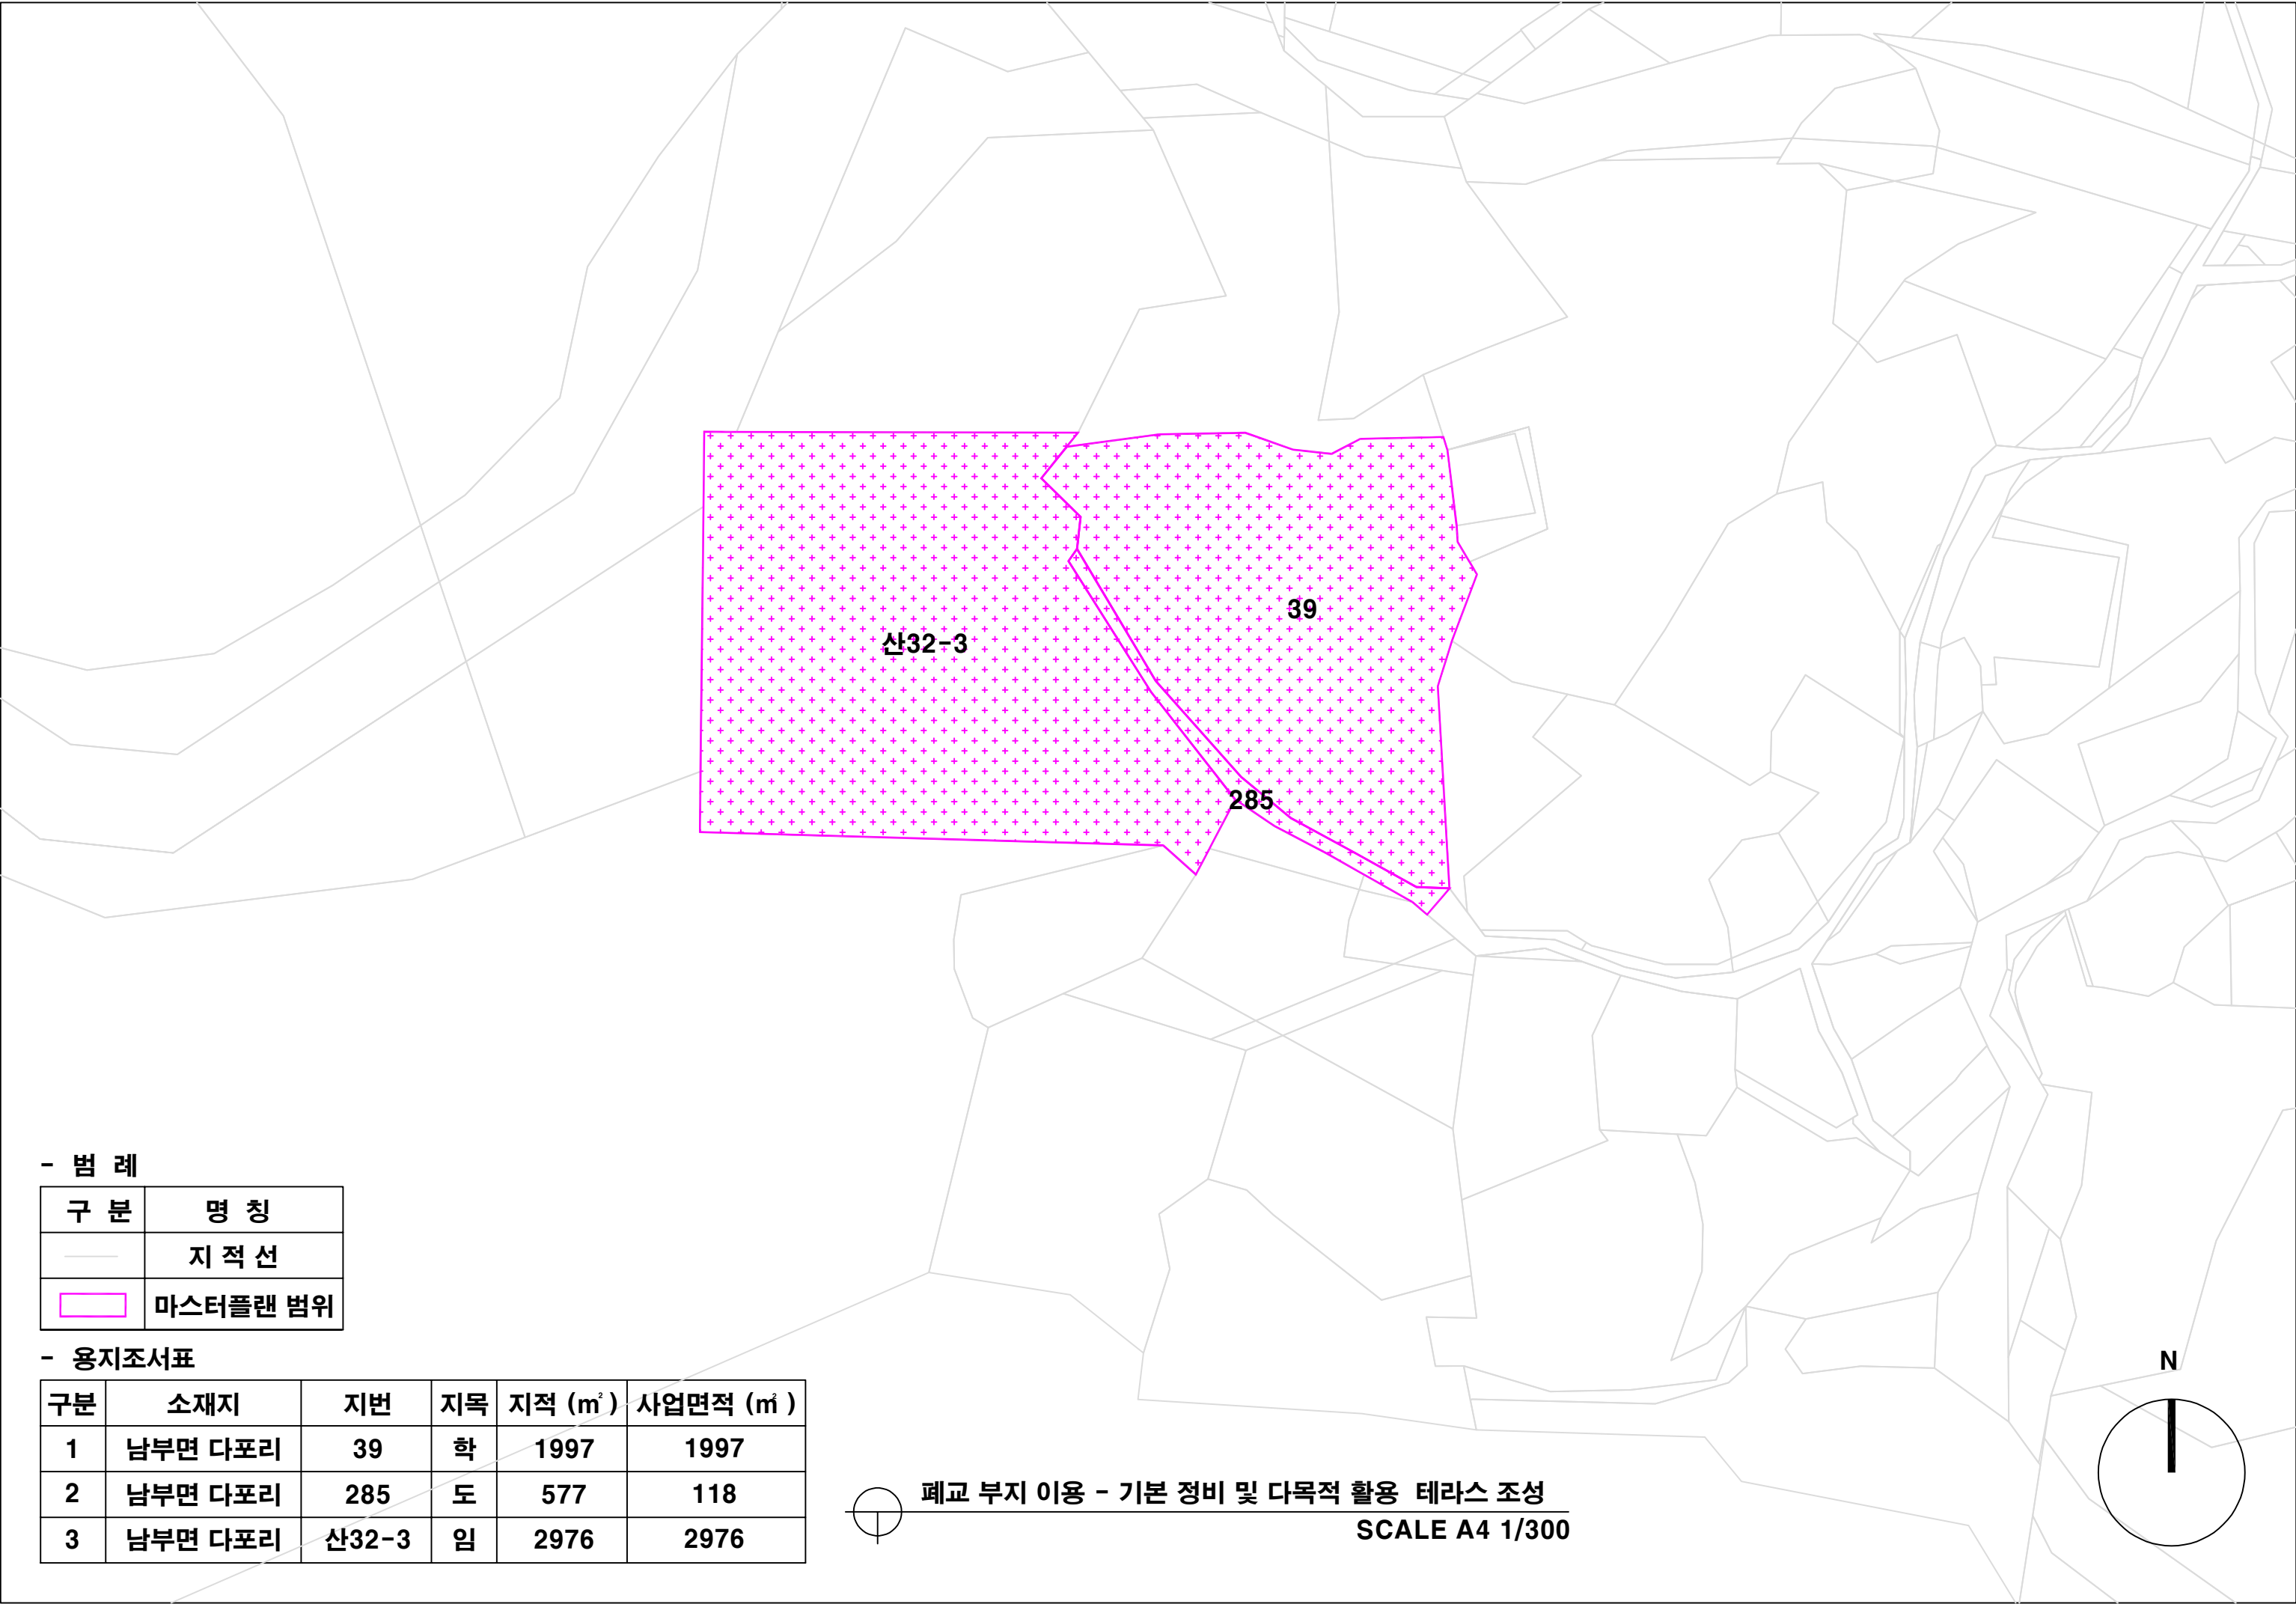 39
산32-3
285
- 범 례
구 분 명 칭
지 적 선
마스터플랜 범위
- 용지조서표
구분 소재지 지번 지목 지적 (㎡) 사업면적 (㎡)
1 남부면 다포리 39 학 1997 1997
2 남부면 다포리 285 도 577 118
3 남부면 다포리 산32-3 임 2976 2976
폐교 부지 이용 - 기본 정비 및 다목적 활용 테라스 조성
SCALE A4 1/300
N